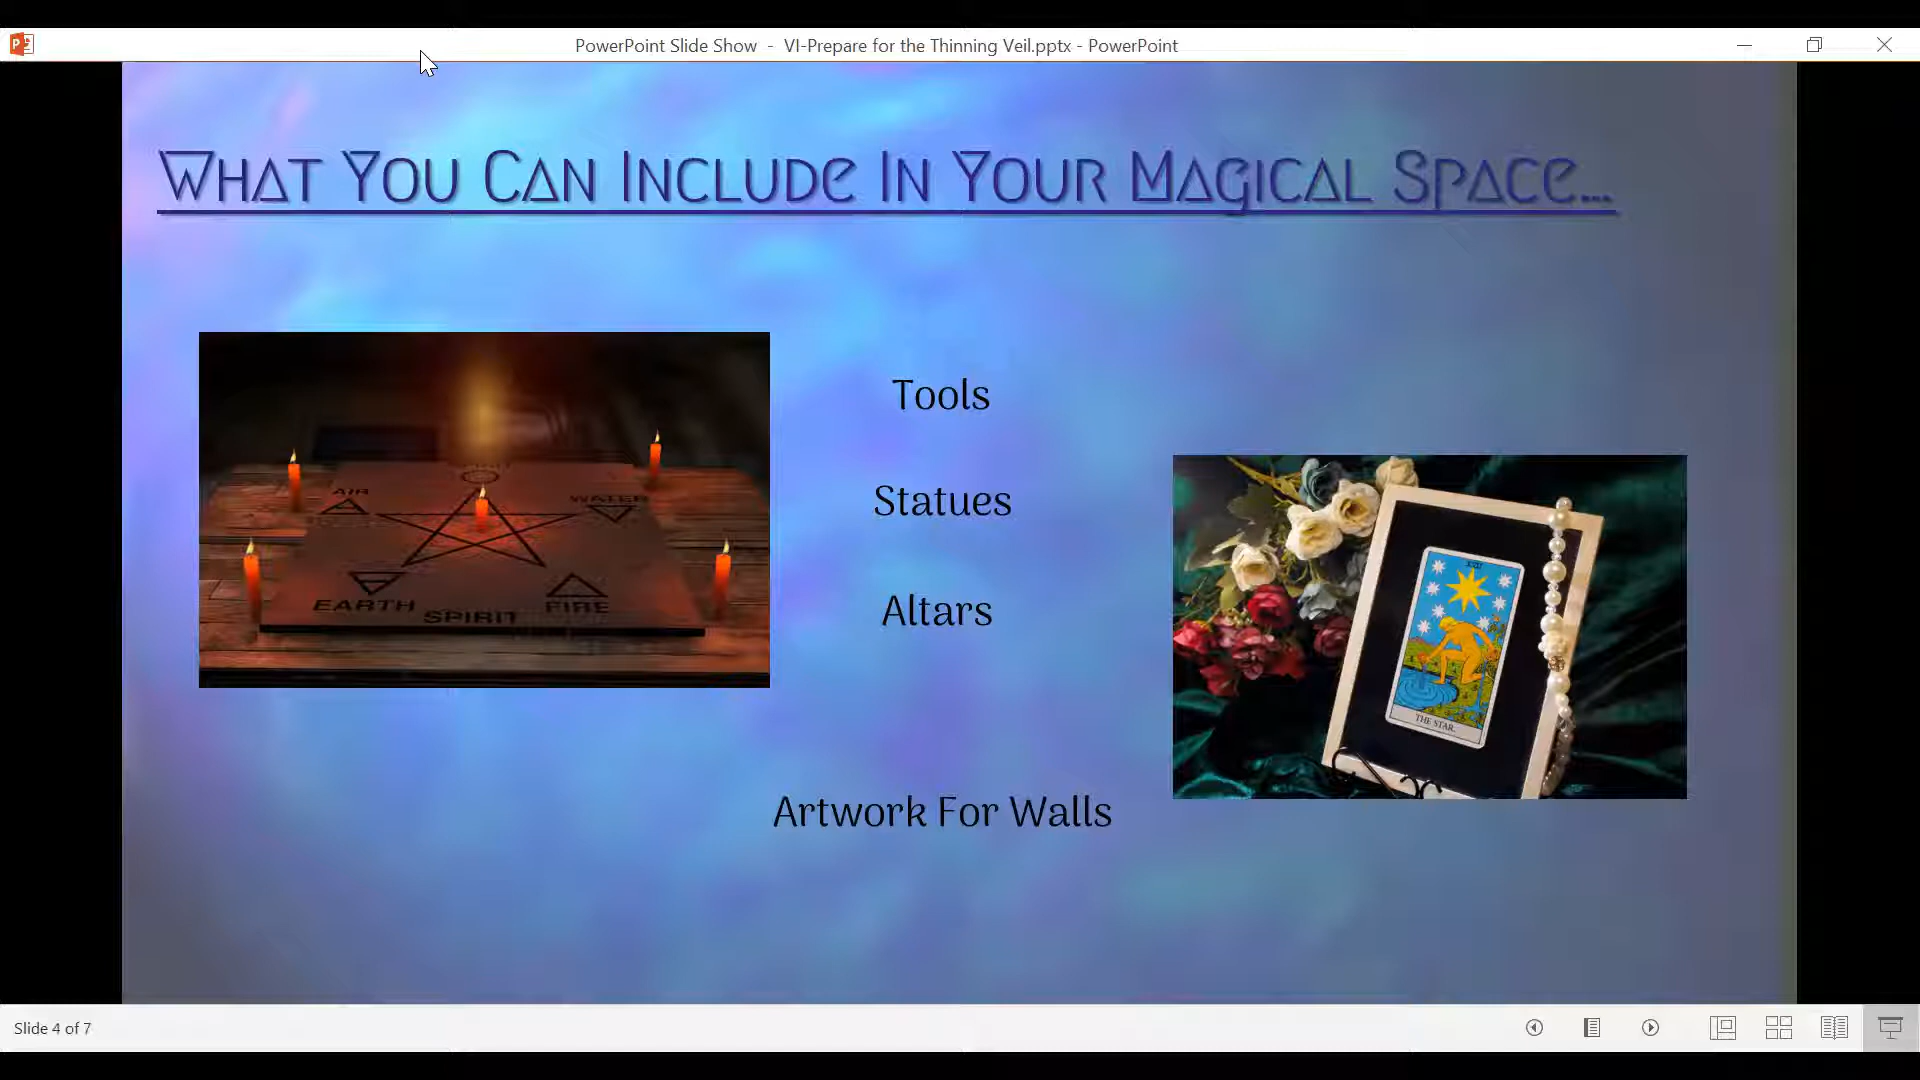 PowerPoint Slide Show - VI-Prepare for the Thinning Veil.pptx - PowerPoint
What You Can Include In Your Magical Space...
Tools
Statues
Altars
Artwork For Walls
AIR
WATER
EARTH
SPIRIT
FIRE
XVII
THE STAR.
Slide 4 of 7